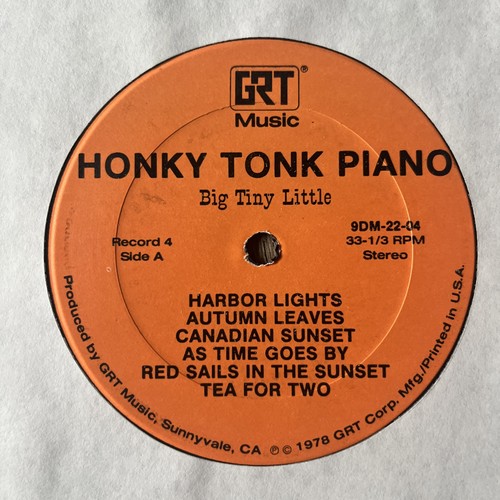 GRT®
Music
HONKY TONK PIANO
Big Tiny Little
9DM-22-04
Record 4
33-1/3 RPM
Side A
Stereo
HARBOR LIGHTS
AUTUMN LEAVES
CANADIAN SUNSET
AS TIME GOES BY
RED SAILS IN THE SUNSET
TEA FOR TWO
Produced by GRT Music, Sunnyvale, CA ℗ © 1978 GRT Corp. Mfg./Printed in U.S.A.